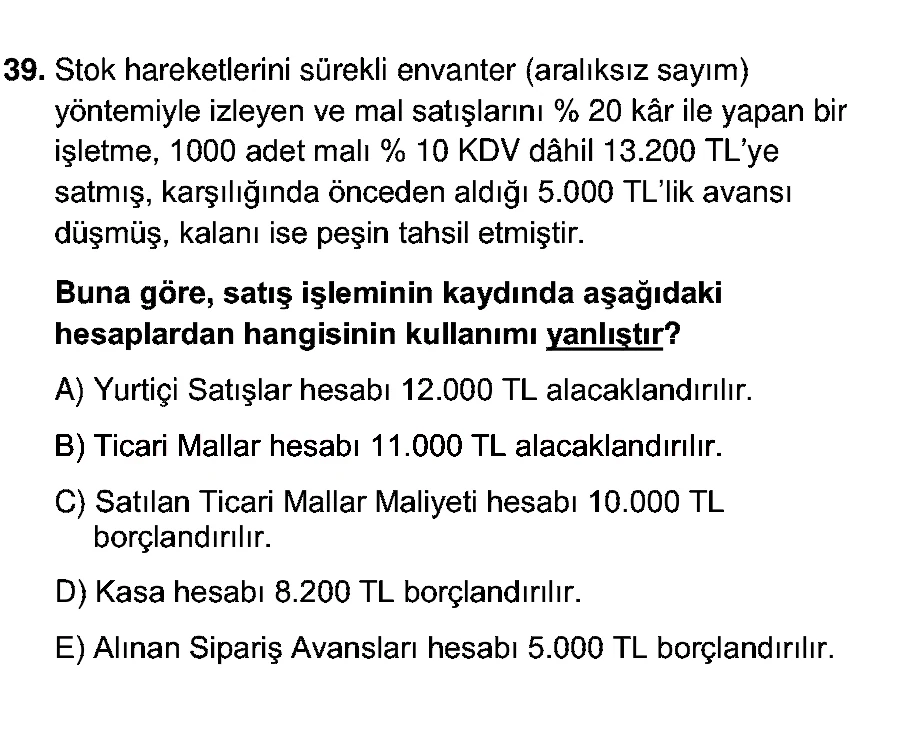 39. Stok hareketlerini sürekli envanter (aralıksız sayım)
yöntemiyle izleyen ve mal satışlarını % 20 kâr ile yapan bir
işletme, 1000 adet malı % 10 KDV dâhil 13.200 TL’ye
satmış, karşılığında önceden aldığı 5.000 TL’lik avansı
düşmüş, kalanı ise peşin tahsil etmiştir.
Buna göre, satış işleminin kaydında aşağıdaki
hesaplardan hangisinin kullanımı yanlıştır?
A) Yurtiçi Satışlar hesabı 12.000 TL alacaklandırılır.
B) Ticari Mallar hesabı 11.000 TL alacaklandırılır.
C) Satılan Ticari Mallar Maliyeti hesabı 10.000 TL
borçlandırılır.
D) Kasa hesabı 8.200 TL borçlandırılır.
E) Alınan Sipariş Avansları hesabı 5.000 TL borçlandırılır.